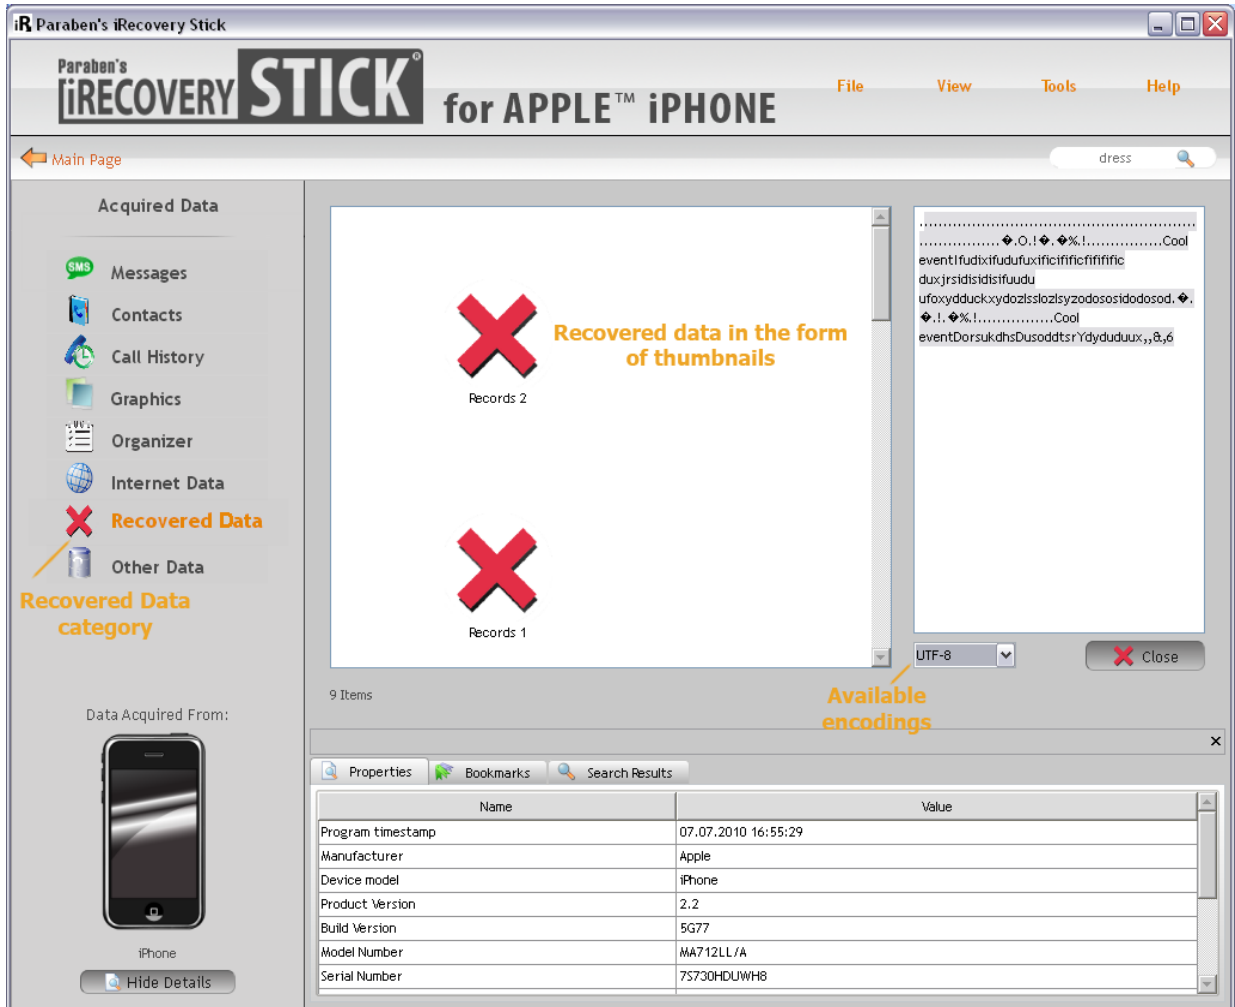 iR Paraben's iRecovery Stick
Paraben's
iRECOVERY STICK® for APPLE™ iPHONE
File View Tools Help
Main Page
dress
Acquired Data
Messages
Contacts
Call History
Graphics
Organizer
Internet Data
Recovered Data
Other Data
Recovered Data
category
SMS
Recovered data in the form
of thumbnails
Records 2
Records 1
9 Items
.......................................................
................�.O.!�.�%.!................Cool
eventIfudixifudufuxificifificfifififific
duxjrsidisidisifuudu
ufoxydduckxydozlsslozlsyzodososidodosod.�.
�.!.�%.!................Cool
eventDorsukdhsDusoddtsrYdyduduux,,&,6
UTF-8
Close
Available
encodings
Data Acquired From:
iPhone
Hide Details
Properties Bookmarks Search Results
Name Value
Program timestamp 07.07.2010 16:55:29
Manufacturer Apple
Device model iPhone
Product Version 2.2
Build Version 5G77
Model Number MA712LL/A
Serial Number 7S730HDUWH8